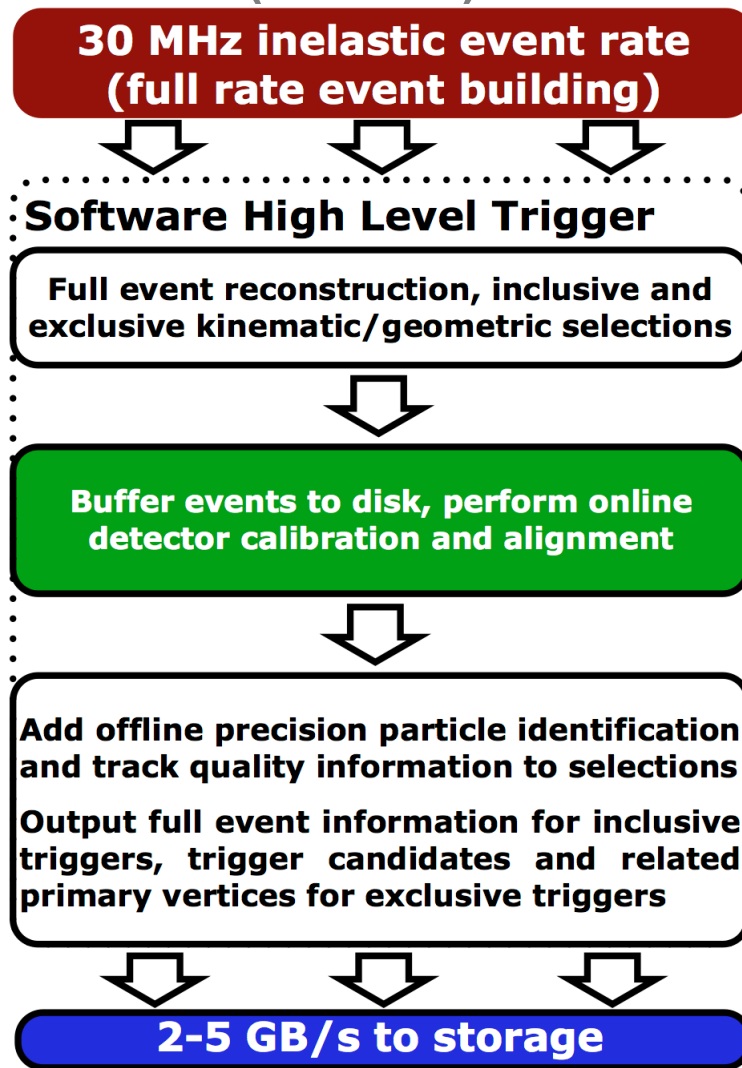 30 MHz inelastic event rate
(full rate event building)
Software High Level Trigger
Full event reconstruction, inclusive and
exclusive kinematic/geometric selections
Buffer events to disk, perform online
detector calibration and alignment
Add offline precision particle identification
and track quality information to selections
Output full event information for inclusive
triggers, trigger candidates and related
primary vertices for exclusive triggers
2-5 GB/s to storage